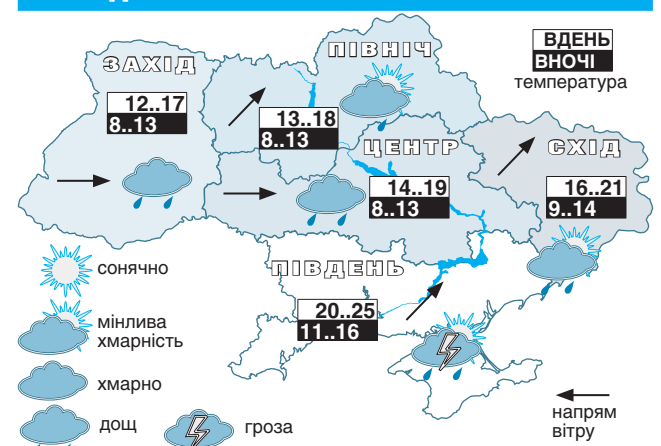 ПІВНІЧ
ВДЕНЬ
ВНОЧІ
температура
ЗАХІД
12..17
8..13
13..18
8..13
ЦЕНТР
14..19
8..13
СХІД
16..21
9..14
ПІВДЕНЬ
20..25
11..16
сонячно
мінлива
хмарність
хмарно
дощ
гроза
напрям
вітру